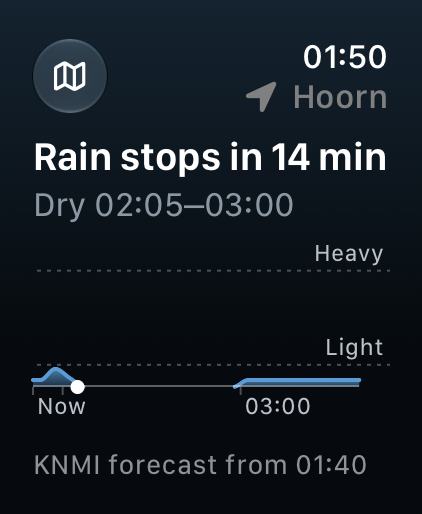 01:50
Hoorn
Rain stops in 14 min
Dry 02:05–03:00
Heavy
Light
Now
03:00
KNMI forecast from 01:40